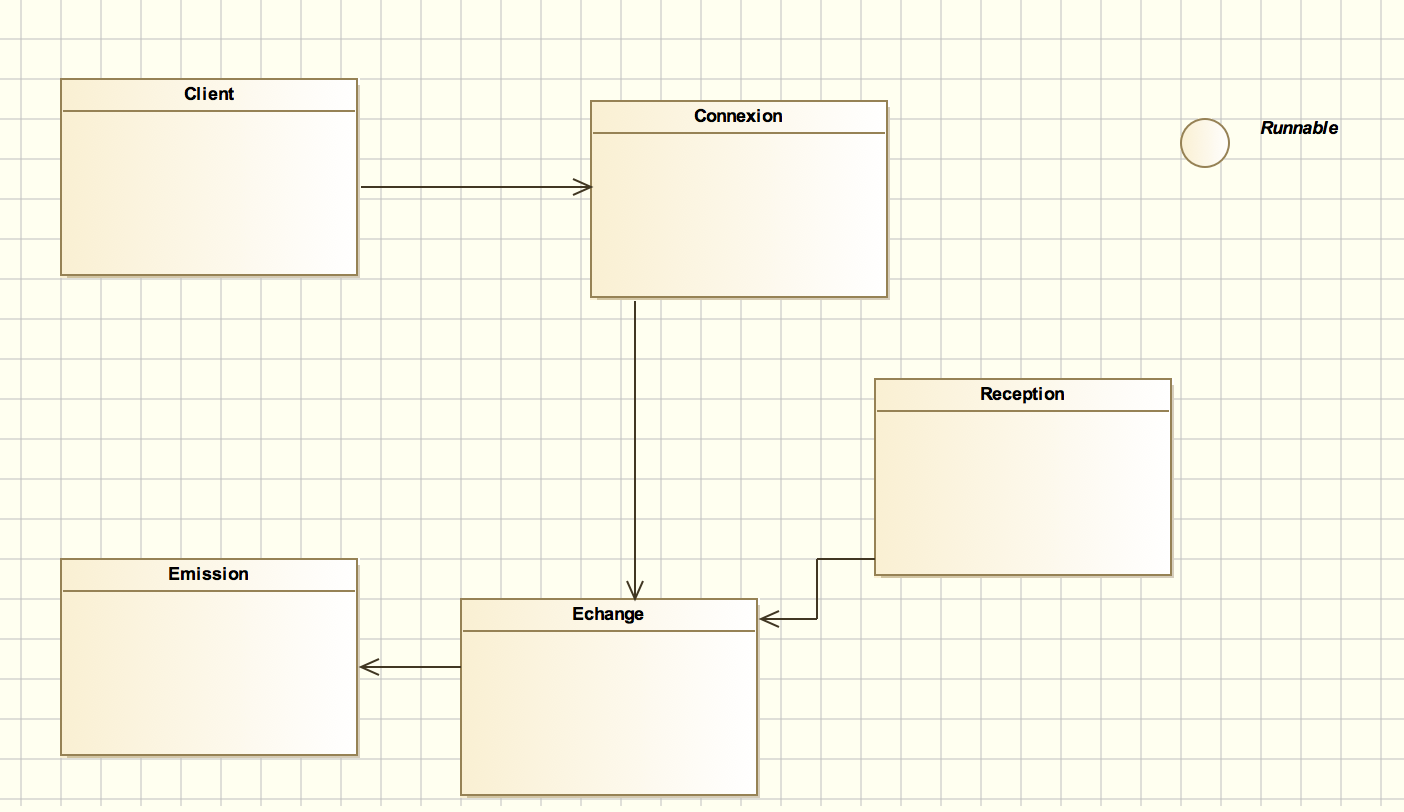 Client
Connexion
Runnable
Reception
Emission
Echange